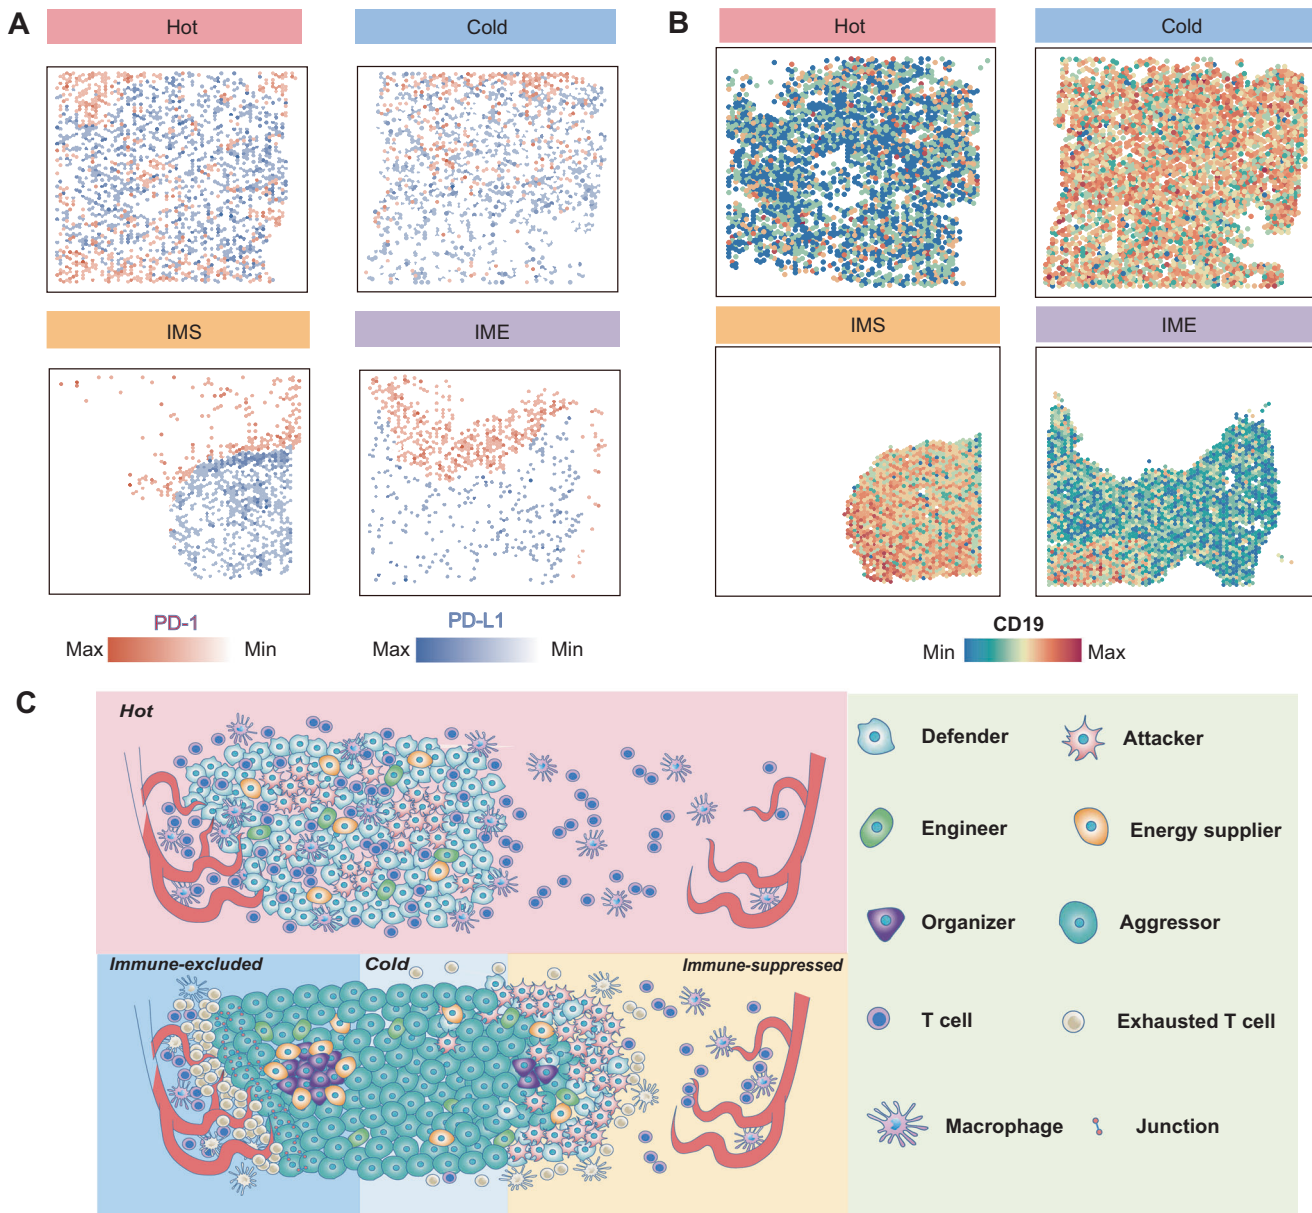 A
Hot
Cold
B
Hot
Cold
IMS
IME
IMS
IME
PD-1
PD-L1
CD19
Max
Min
Max
Min
Min
Max
C
Hot
Defender
Attacker
Engineer
Energy supplier
Organizer
Aggressor
Immune-excluded
Cold
Immune-suppressed
T cell
Exhausted T cell
Macrophage
Junction